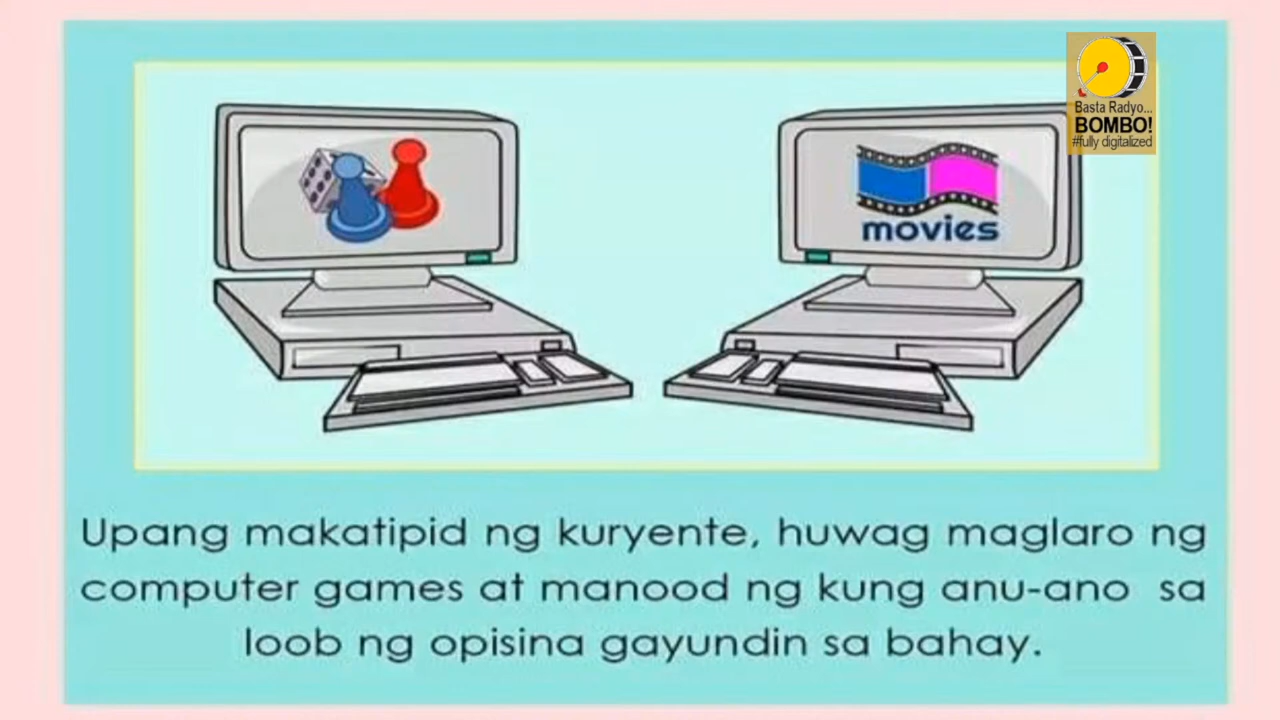 Basta Radyo...
BOMBO!
#fully digitalized
movies
Upang makatipid ng kuryente, huwag maglaro ng
computer games at manood ng kung anu-ano sa
loob ng opisina gayundin sa bahay.